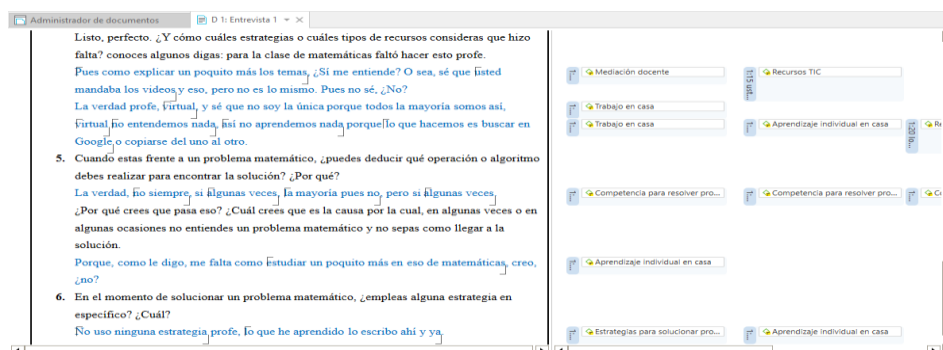 Administrador de documentos
D 1: Entrevista 1
Listo, perfecto. ¿Y cómo cuáles estrategias o cuáles tipos de recursos consideras que hizo
falta? conoces algunos digas: para la clase de matemáticas faltó hacer esto profe.
Pues como explicar un poquito más los temas, ¿Sí me entiende? O sea, sé que usted
mandaba los videos y eso, pero no es lo mismo. Pues no sé, ¿No?
La verdad profe, virtual, y sé que no soy la única porque todos la mayoría somos así,
virtual no entendemos nada, así no aprendemos nada porque lo que hacemos es buscar en
Google o copiarse del uno al otro.
5. Cuando estas frente a un problema matemático, ¿puedes deducir qué operación o algoritmo
debes realizar para encontrar la solución? ¿Por qué?
La verdad, no siempre, si algunas veces, la mayoría pues no, pero si algunas veces.
¿Por qué crees que pasa eso? ¿Cuál crees que es la causa por la cual, en algunas veces o en
algunas ocasiones no entiendes un problema matemático y no sepas como llegar a la
solución.
Porque, como le digo, me falta como estudiar un poquito más en eso de matemáticas, creo,
¿no?
6. En el momento de solucionar un problema matemático, ¿empleas alguna estrategia en
específico? ¿Cuál?
No uso ninguna estrategia profe, lo que he aprendido lo escribo ahí y ya.
Mediación docente
1:15 ust...
Recursos TIC
Trabajo en casa
Trabajo en casa
Aprendizaje individual en casa
1:20 lo...
Re
Competencia para resolver pro...
Competencia para resolver pro...
Aprendizaje individual en casa
Estrategias para solucionar pro...
Aprendizaje individual en casa